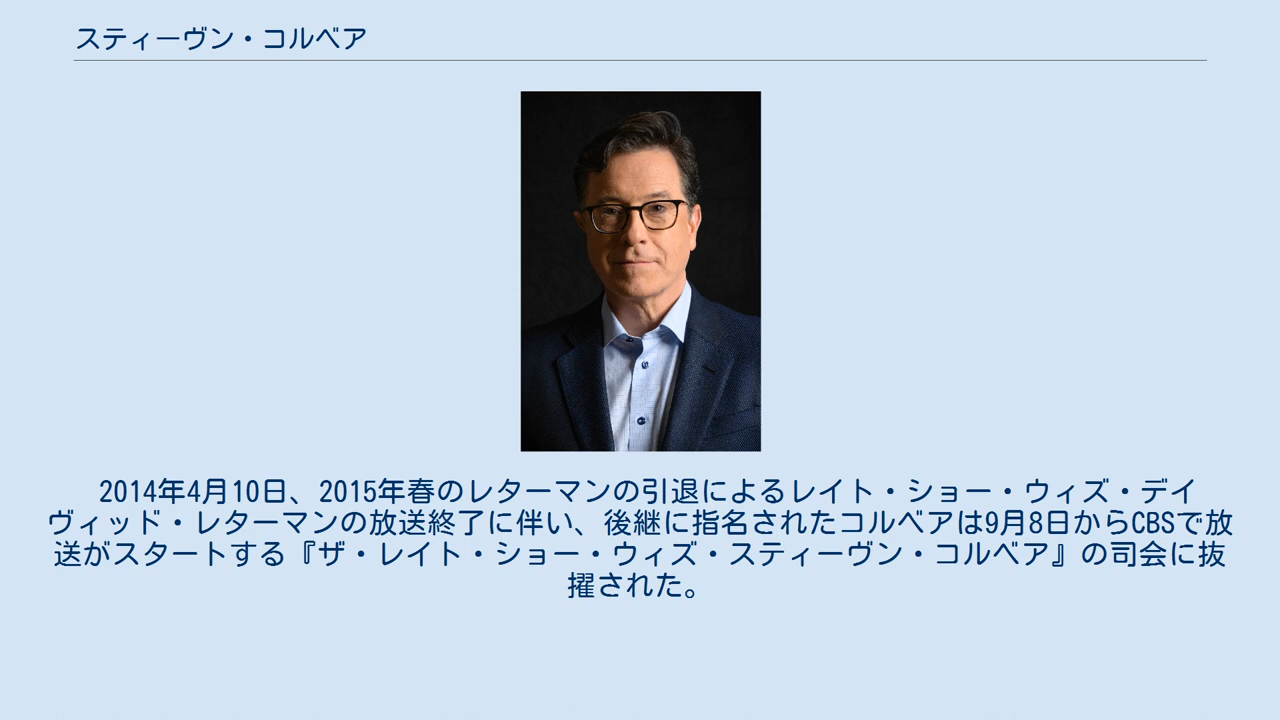 スティーヴン・コルベア
2014年4月10日、2015年春のレターマンの引退によるレイト・ショー・ウィズ・デイ
ヴィッド・レターマンの放送終了に伴い、後継に指名されたコルベアは9月8日からCBSで放
送がスタートする『ザ・レイト・ショー・ウィズ・スティーヴン・コルベア』の司会に抜
擢された。